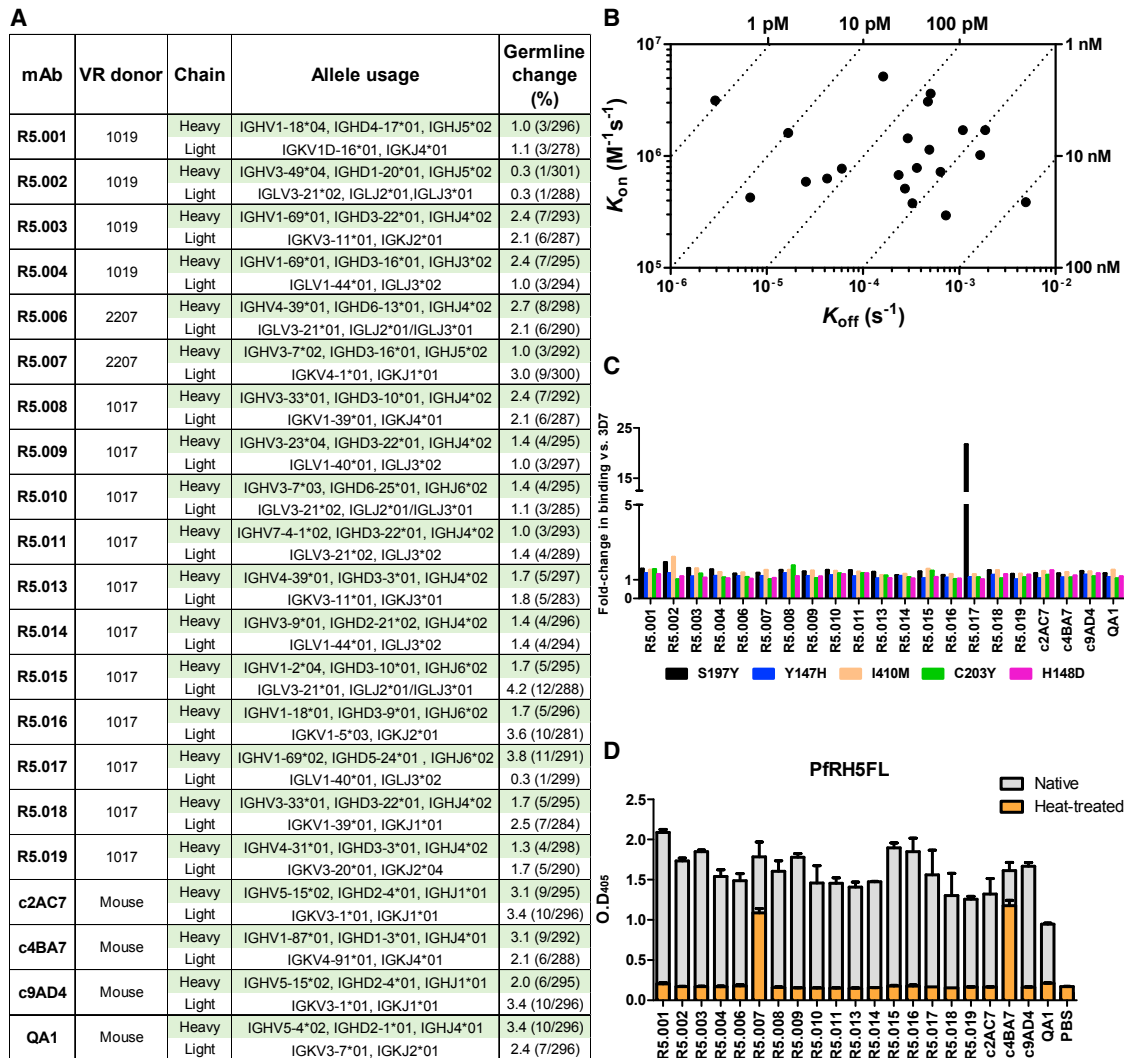 A
mAb VR donor Chain Allele usage Germline change (%)
R5.001 1019 Heavy IGHV1-18*04, IGHD4-17*01, IGHJ5*02 1.0 (3/296)
Light IGKV1D-16*01, IGKJ4*01 1.1 (3/278)
R5.002 1019 Heavy IGHV3-49*04, IGHD1-20*01, IGHJ5*02 0.3 (1/301)
Light IGLV3-21*02, IGLJ2*01,IGLJ3*01 0.3 (1/288)
R5.003 1019 Heavy IGHV1-69*01, IGHD3-22*01, IGHJ4*02 2.4 (7/293)
Light IGKV3-11*01, IGKJ2*01 2.1 (6/287)
R5.004 1019 Heavy IGHV1-69*01, IGHD3-16*01, IGHJ3*02 2.4 (7/295)
Light IGLV1-44*01, IGLJ3*02 1.0 (3/294)
R5.006 2207 Heavy IGHV4-39*01, IGHD6-13*01, IGHJ4*02 2.7 (8/298)
Light IGLV3-21*01, IGLJ2*01/IGLJ3*01 2.1 (6/290)
R5.007 2207 Heavy IGHV3-7*02, IGHD3-16*01, IGHJ5*02 1.0 (3/292)
Light IGKV4-1*01, IGKJ1*01 3.0 (9/300)
R5.008 1017 Heavy IGHV3-33*01, IGHD3-10*01, IGHJ4*02 2.4 (7/292)
Light IGKV1-39*01, IGKJ4*01 2.1 (6/287)
R5.009 1017 Heavy IGHV3-23*04, IGHD3-22*01, IGHJ4*02 1.4 (4/295)
Light IGLV1-40*01, IGLJ3*02 1.0 (3/297)
R5.010 1017 Heavy IGHV3-7*03, IGHD6-25*01, IGHJ6*02 1.4 (4/295)
Light IGLV3-21*02, IGLJ2*01/IGLJ3*01 1.1 (3/285)
R5.011 1017 Heavy IGHV7-4-1*02, IGHD3-22*01, IGHJ4*02 1.0 (3/293)
Light IGLV3-21*02, IGLJ3*02 1.4 (4/289)
R5.013 1017 Heavy IGHV4-39*01, IGHD3-3*01, IGHJ4*02 1.7 (5/297)
Light IGKV3-11*01, IGKJ3*01 1.8 (5/283)
R5.014 1017 Heavy IGHV3-9*01, IGHD2-21*02, IGHJ4*02 1.4 (4/296)
Light IGLV1-44*01, IGLJ3*02 1.4 (4/294)
R5.015 1017 Heavy IGHV1-2*04, IGHD3-10*01, IGHJ6*02 1.7 (5/295)
Light IGLV3-21*01, IGLJ2*01/IGLJ3*01 4.2 (12/288)
R5.016 1017 Heavy IGHV1-18*01, IGHD3-9*01, IGHJ6*02 1.7 (5/296)
Light IGKV1-5*03, IGKJ2*01 3.6 (10/281)
R5.017 1017 Heavy IGHV1-69*02, IGHD5-24*01 , IGHJ6*02 3.8 (11/291)
Light IGLV1-40*01, IGLJ3*02 0.3 (1/299)
R5.018 1017 Heavy IGHV3-33*01, IGHD3-22*01, IGHJ4*02 1.7 (5/295)
Light IGKV1-39*01, IGKJ1*01 2.5 (7/284)
R5.019 1017 Heavy IGHV4-31*01, IGHD3-3*01, IGHJ4*02 1.3 (4/298)
Light IGKV3-20*01, IGKJ2*04 1.7 (5/290)
c2AC7 Mouse Heavy IGHV5-15*02, IGHD2-4*01, IGHJ1*01 3.1 (9/295)
Light IGKV3-1*01, IGKJ1*01 3.4 (10/296)
c4BA7 Mouse Heavy IGHV1-87*01, IGHD1-3*01, IGHJ4*01 3.1 (9/292)
Light IGKV4-91*01, IGKJ4*01 2.1 (6/288)
c9AD4 Mouse Heavy IGHV5-15*02, IGHD2-4*01, IGHJ1*01 2.0 (6/295)
Light IGKV3-1*01, IGKJ1*01 3.4 (10/296)
QA1 Mouse Heavy IGHV5-4*02, IGHD2-1*01, IGHJ4*01 3.4 (10/296)
Light IGKV3-7*01, IGKJ2*01 2.4 (7/296)
B
1 pM 10 pM 100 pM
10⁷ 1 nM
10⁶ 10 nM
10⁵ 100 nM
Kon (M⁻¹s⁻¹)
10⁻⁶ 10⁻⁵ 10⁻⁴ 10⁻³ 10⁻²
Koff (s⁻¹)
C
Fold-change in binding vs. 3D7
25
15
5
1
0
R5.001 R5.002 R5.003 R5.004 R5.006 R5.007 R5.008 R5.009 R5.010 R5.011 R5.013 R5.014 R5.015 R5.016 R5.017 R5.018 R5.019 c2AC7 c4BA7 c9AD4 QA1
S197Y Y147H I410M C203Y H148D
D
PfRH5FL
Native
Heat-treated
O.D405
2.5
2.0
1.5
1.0
0.5
0.0
R5.001 R5.002 R5.003 R5.004 R5.006 R5.007 R5.008 R5.009 R5.010 R5.011 R5.013 R5.014 R5.015 R5.016 R5.017 R5.018 R5.019 c2AC7 c4BA7 c9AD4 QA1 PBS